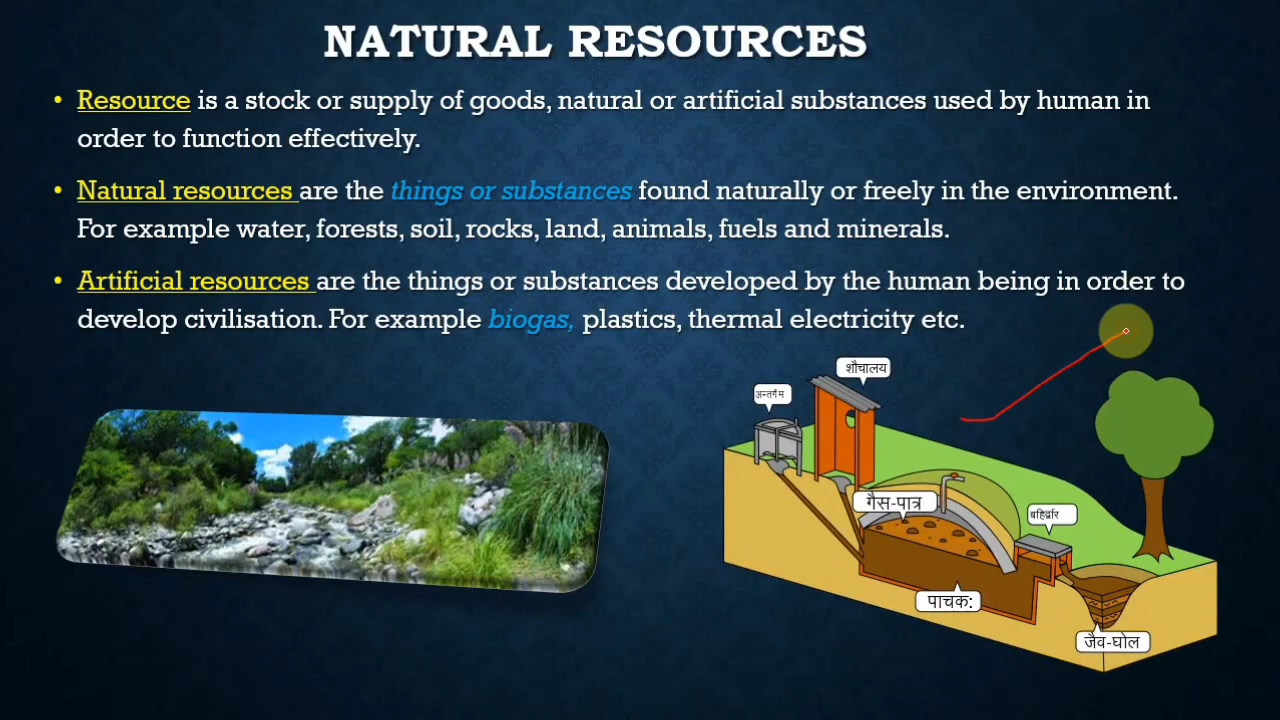 NATURAL RESOURCES
• Resource is a stock or supply of goods, natural or artificial substances used by human in
order to function effectively.
• Natural resources are the things or substances found naturally or freely in the environment.
For example water, forests, soil, rocks, land, animals, fuels and minerals.
• Artificial resources are the things or substances developed by the human being in order to
develop civilisation. For example biogas, plastics, thermal electricity etc.
शौचालय
अन्तर्गम
गैस-पात्र
बहिर्द्वार
पाचक:
जैव-घोल